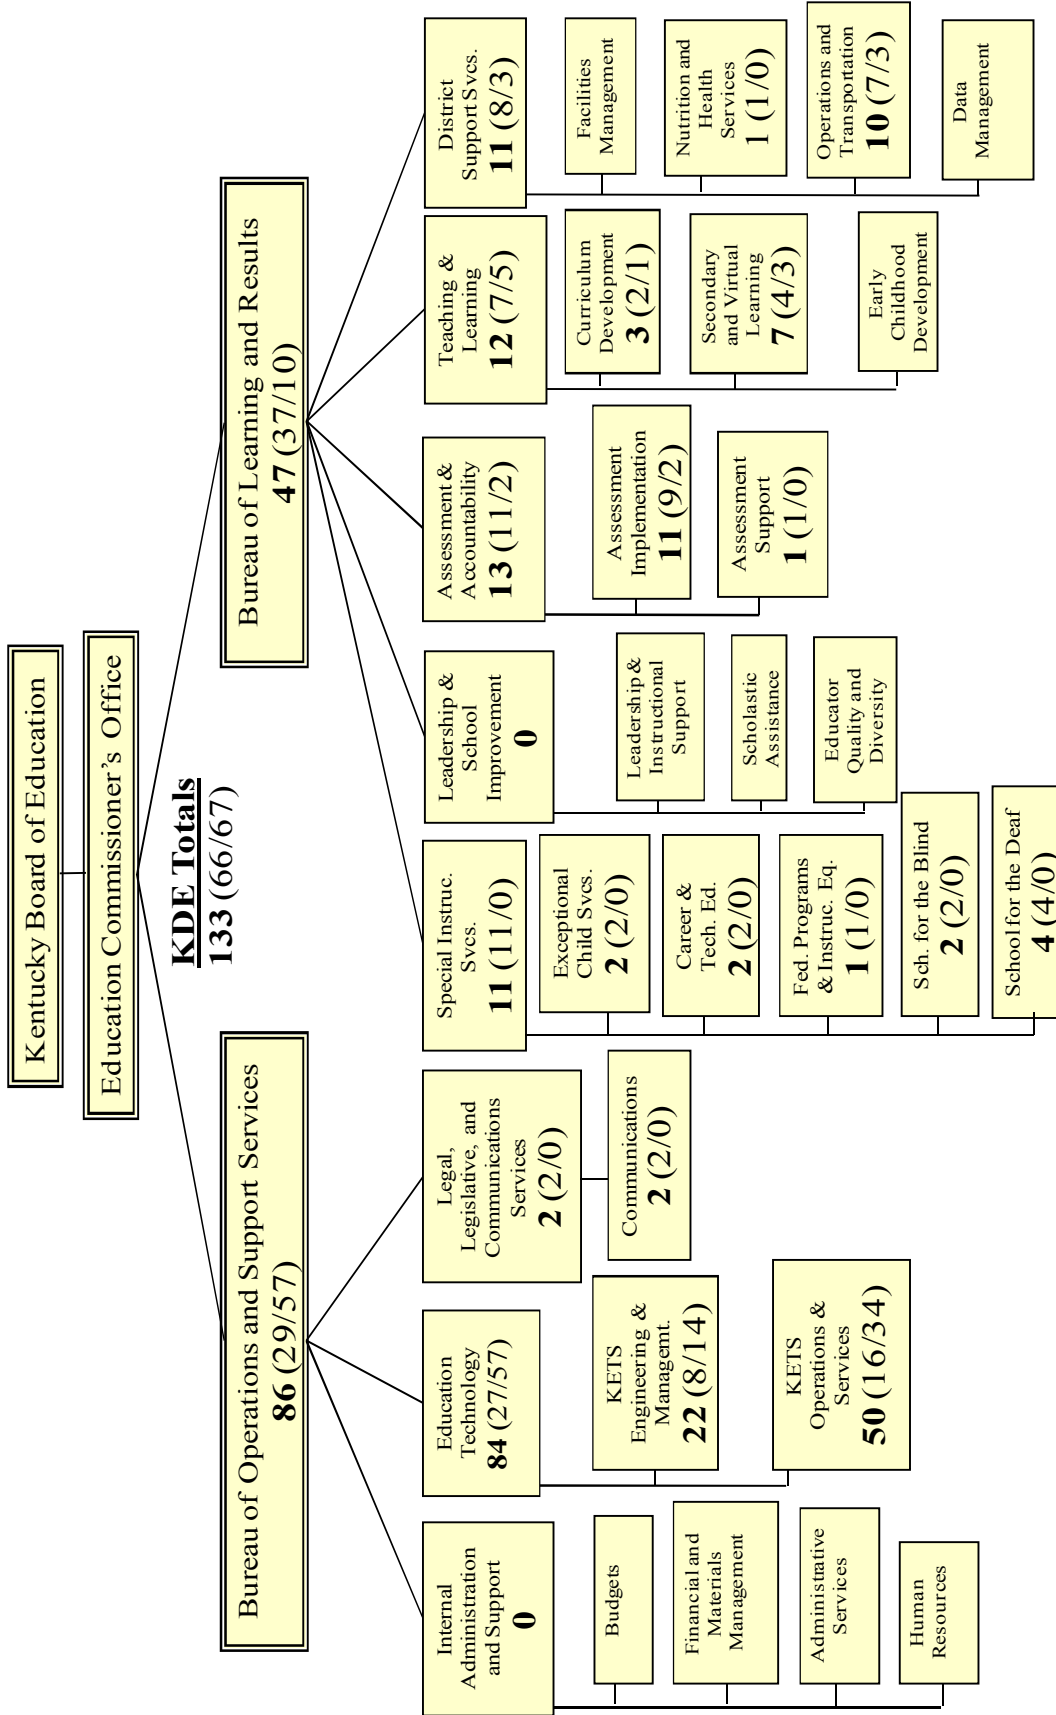 Kentucky Board of Education
Education Commissioner's Office
KDE Totals
133 (66/67)
Bureau of Operations and Support Services
86 (29/57)
Bureau of Learning and Results
47 (37/10)
Internal
Administration
and Support
0
Budgets
Financial and
Materials
Management
Administrative
Services
Human
Resources
Education
Technology
84 (27/57)
KETS
Engineering &
Managemt.
22 (8/14)
KETS
Operations &
Services
50 (16/34)
Legal,
Legislative, and
Communications
Services
2 (2/0)
Communications
2 (2/0)
Special Instruc.
Svcs.
11 (11/0)
Exceptional
Child Svcs.
2 (2/0)
Career &
Tech. Ed.
2 (2/0)
Fed. Programs
& Instruc. Eq.
1 (1/0)
Sch. for the Blind
2 (2/0)
School for the Deaf
4 (4/0)
Leadership &
School
Improvement
0
Leadership &
Instructional
Support
Scholastic
Assistance
Educator
Quality and
Diversity
Assessment &
Accountability
13 (11/2)
Assessment
Implementation
11 (9/2)
Assessment
Support
1 (1/0)
Teaching &
Learning
12 (7/5)
Curriculum
Development
3 (2/1)
Secondary
and Virtual
Learning
7 (4/3)
Early
Childhood
Development
District
Support Svcs.
11 (8/3)
Facilities
Management
Nutrition and
Health
Services
1 (1/0)
Operations and
Transportation
10 (7/3)
Data
Management